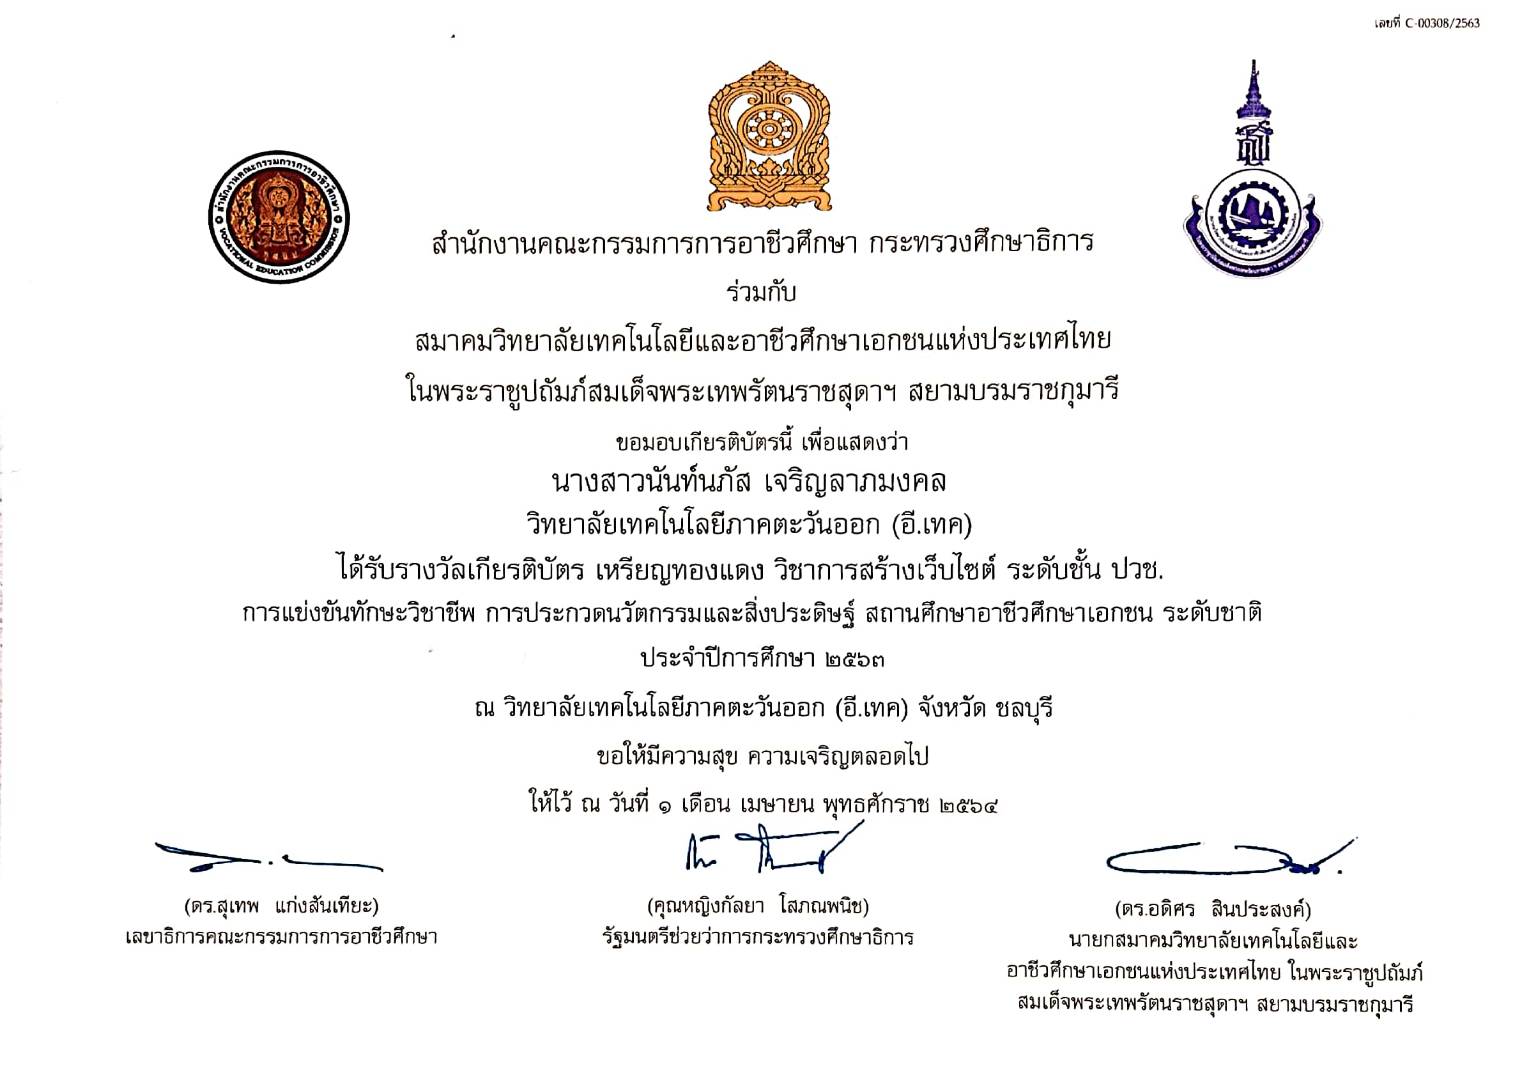 เลขที่ C-00308/2563
สำนักงานคณะกรรมการการอาชีวศึกษา
VOCATIONAL EDUCATION COMMISSION
สำนักงานคณะกรรมการการอาชีวศึกษา กระทรวงศึกษาธิการ
ร่วมกับ
สมาคมวิทยาลัยเทคโนโลยีและอาชีวศึกษาเอกชนแห่งประเทศไทย
ในพระราชูปถัมภ์สมเด็จพระเทพรัตนราชสุดาฯ สยามบรมราชกุมารี
ขอมอบเกียรติบัตรนี้ เพื่อแสดงว่า
นางสาวนันท์นภัส เจริญลาภมงคล
วิทยาลัยเทคโนโลยีภาคตะวันออก (อี.เทค)
ได้รับรางวัลเกียรติบัตร เหรียญทองแดง วิชาการสร้างเว็บไซต์ ระดับชั้น ปวช.
การแข่งขันทักษะวิชาชีพ การประกวดนวัตกรรมและสิ่งประดิษฐ์ สถานศึกษาอาชีวศึกษาเอกชน ระดับชาติ
ประจำปีการศึกษา ๒๕๖๓
ณ วิทยาลัยเทคโนโลยีภาคตะวันออก (อี.เทค) จังหวัด ชลบุรี
ขอให้มีความสุข ความเจริญตลอดไป
ให้ไว้ ณ วันที่ ๑ เดือน เมษายน พุทธศักราช ๒๕๖๔
(ดร.สุเทพ แก่งสันเทียะ)
เลขาธิการคณะกรรมการการอาชีวศึกษา
(คุณหญิงกัลยา โสภณพนิช)
รัฐมนตรีช่วยว่าการกระทรวงศึกษาธิการ
(ดร.อดิศร สินประสงค์)
นายกสมาคมวิทยาลัยเทคโนโลยีและ
อาชีวศึกษาเอกชนแห่งประเทศไทย ในพระราชูปถัมภ์
สมเด็จพระเทพรัตนราชสุดาฯ สยามบรมราชกุมารี